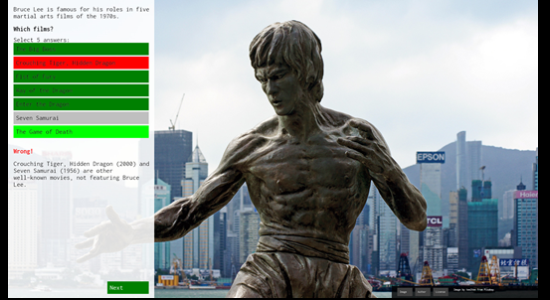 Bruce Lee is famous for his roles in five
martial arts films of the 1970s.
Which films?
Select 5 answers:
The Big Boss
Crouching Tiger, Hidden Dragon
Fist of Fury
Way of the Dragon
Enter the Dragon
Seven Samurai
The Game of Death
Wrong!
Crouching Tiger, Hidden Dragon (2000) and
Seven Samurai (1956) are other
well-known movies, not featuring Bruce
Lee.
Next
EPSON
TCL